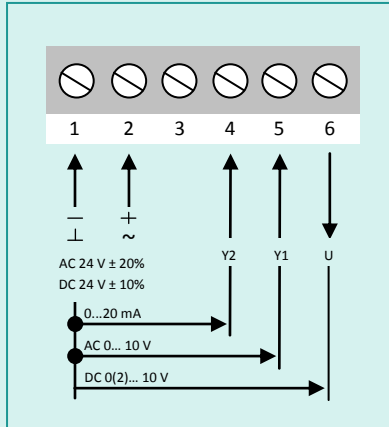 1 2 3 4 5 6
— +
⊥ ~
AC 24 V ± 20%
DC 24 V ± 10%
Y2 Y1 U
0...20 mA
AC 0... 10 V
DC 0(2)... 10 V